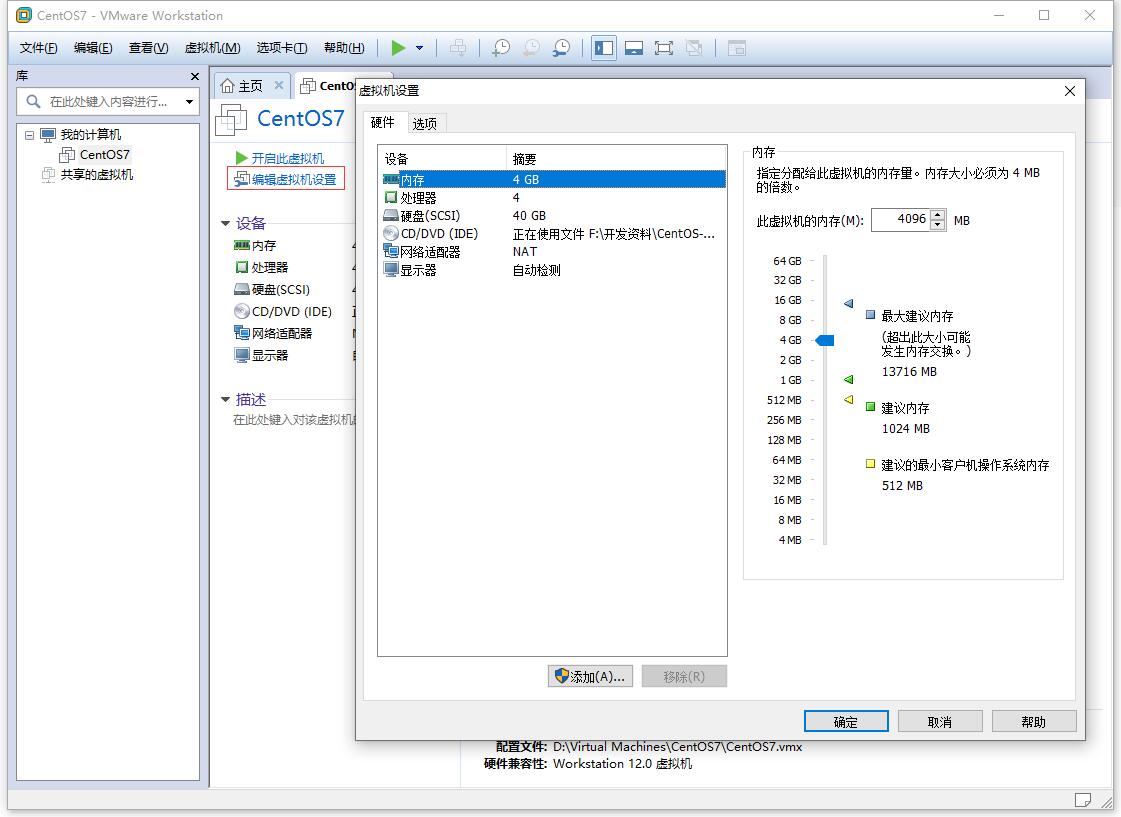 CentOS7 - VMware Workstation
文件(F) 编辑(E) 查看(V) 虚拟机(M) 选项卡(T) 帮助(H)
库
在此处键入内容进行...
我的计算机
CentOS7
共享的虚拟机
主页
CentOS
CentOS7
开启此虚拟机
编辑虚拟机设置
设备
内存
处理器
硬盘(SCSI)
CD/DVD (IDE)
网络适配器
显示器
描述
在此处键入对该虚拟机
虚拟机设置
硬件 选项
设备 摘要
内存 4 GB
处理器 4
硬盘(SCSI) 40 GB
CD/DVD (IDE) 正在使用文件 F:\开发资料\CentOS-...
网络适配器 NAT
显示器 自动检测
添加(A)... 移除(R)
内存
指定分配给此虚拟机的内存量。内存大小必须为 4 MB
的倍数。
此虚拟机的内存(M): 4096 MB
64 GB
32 GB
16 GB
8 GB
4 GB
2 GB
1 GB
512 MB
256 MB
128 MB
64 MB
32 MB
16 MB
8 MB
4 MB
最大建议内存
(超出此大小可能
发生内存交换。)
13716 MB
建议内存
1024 MB
建议的最小客户机操作系统内存
512 MB
确定 取消 帮助
配置文件: D:\Virtual Machines\CentOS7\CentOS7.vmx
硬件兼容性: Workstation 12.0 虚拟机